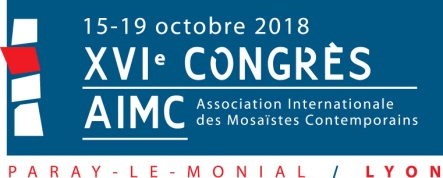 15-19 octobre 2018
XVIe CONGRÈS
AIMC Association Internationale
des Mosaïstes Contemporains
PARAY-LE-MONIAL / LYON